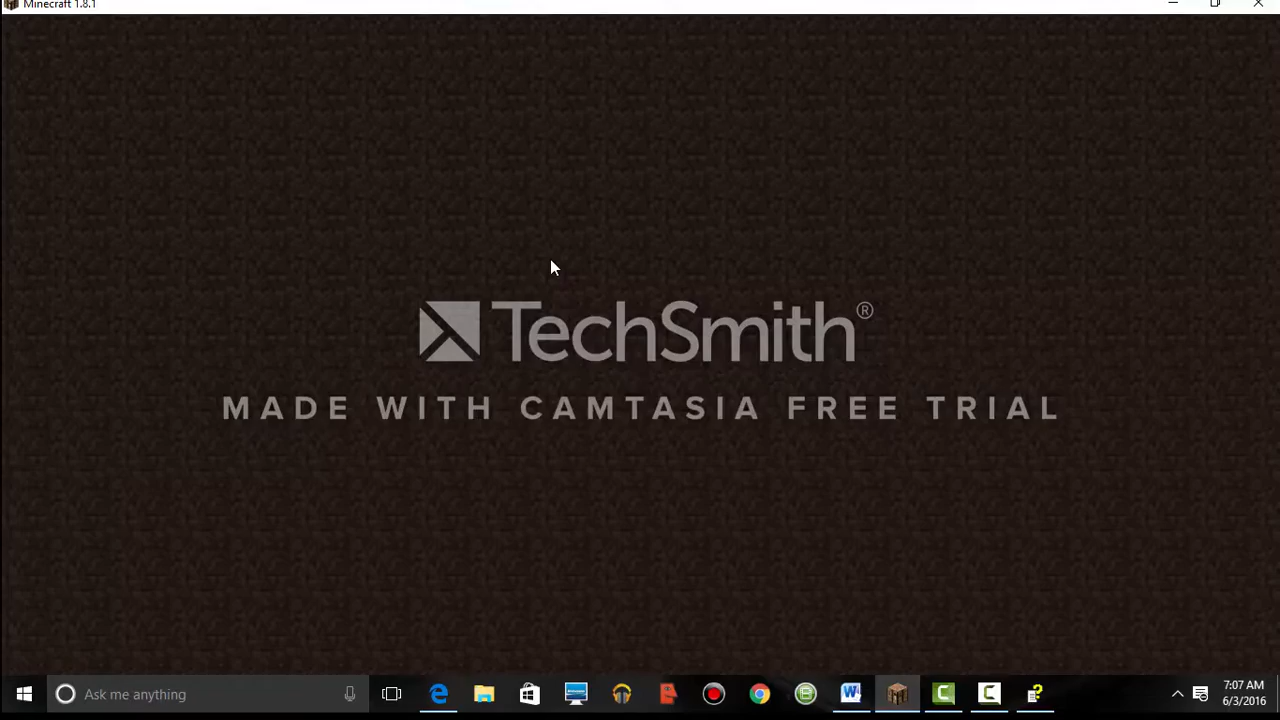 Minecraft 1.8.1
TechSmith®
MADE WITH CAMTASIA FREE TRIAL
Ask me anything
7:07 AM
6/3/2016